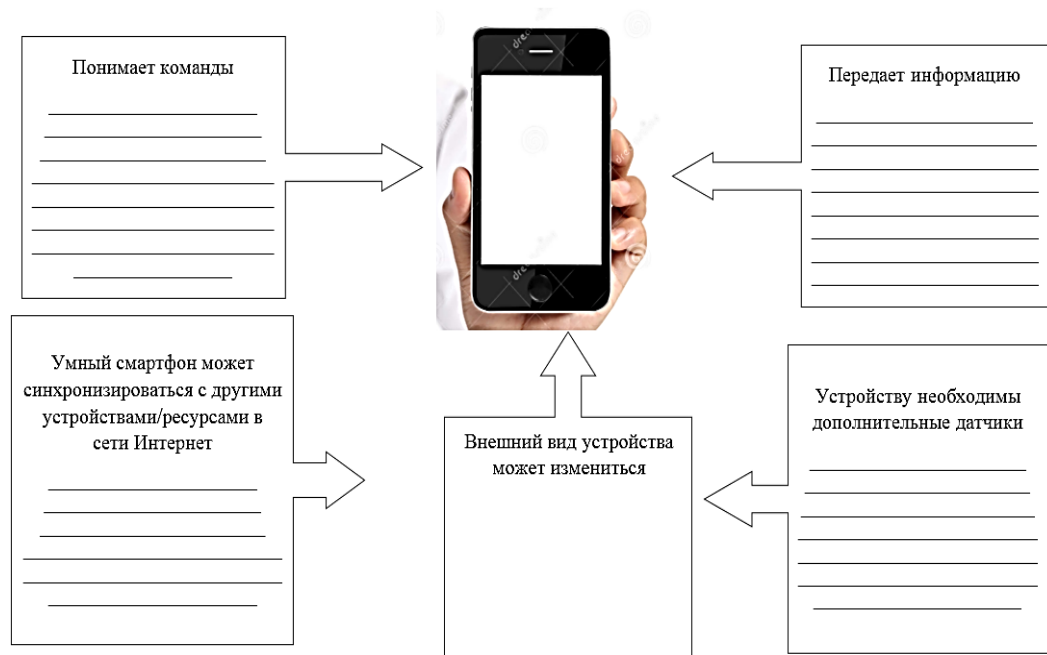 Понимает команды
Передает информацию
Умный смартфон может
синхронизироваться с другими
устройствами/ресурсами в
сети Интернет
Внешний вид устройства
может измениться
Устройству необходимы
дополнительные датчики